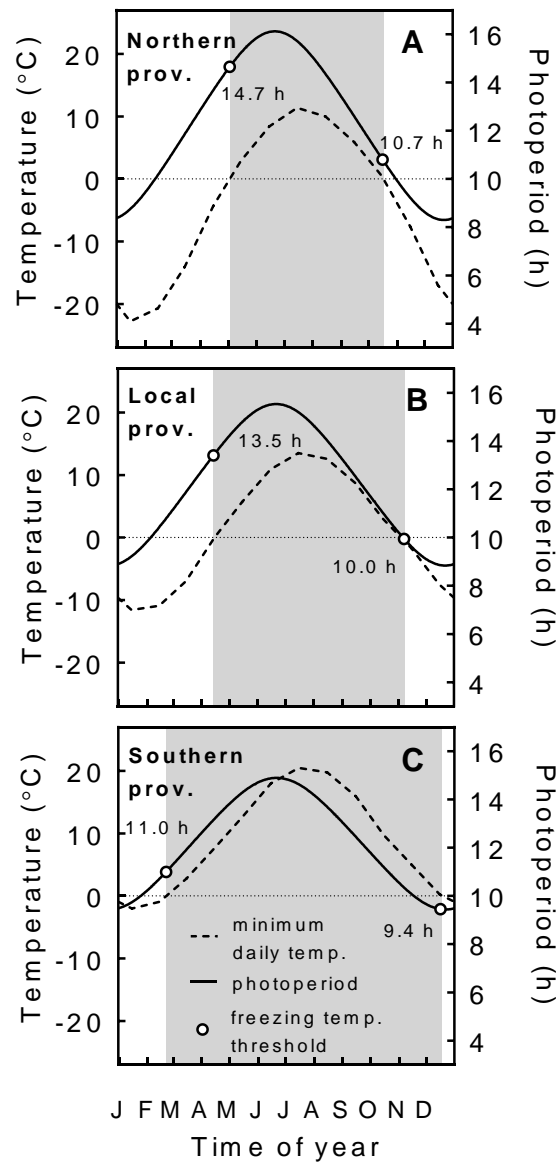 Temperature (°C)
Northern
prov.
A
14.7 h
10.7 h
20
10
0
-10
-20
16
14
12
10
8
6
4
Photoperiod (h)
Temperature (°C)
Local
prov.
B
13.5 h
10.0 h
20
10
0
-10
-20
16
14
12
10
8
6
4
Photoperiod (h)
Temperature (°C)
Southern
prov.
C
11.0 h
9.4 h
20
10
0
-10
-20
16
14
12
10
8
6
4
Photoperiod (h)
minimum
daily temp.
photoperiod
freezing temp.
threshold
J F M A M J J A S O N D
Time of year